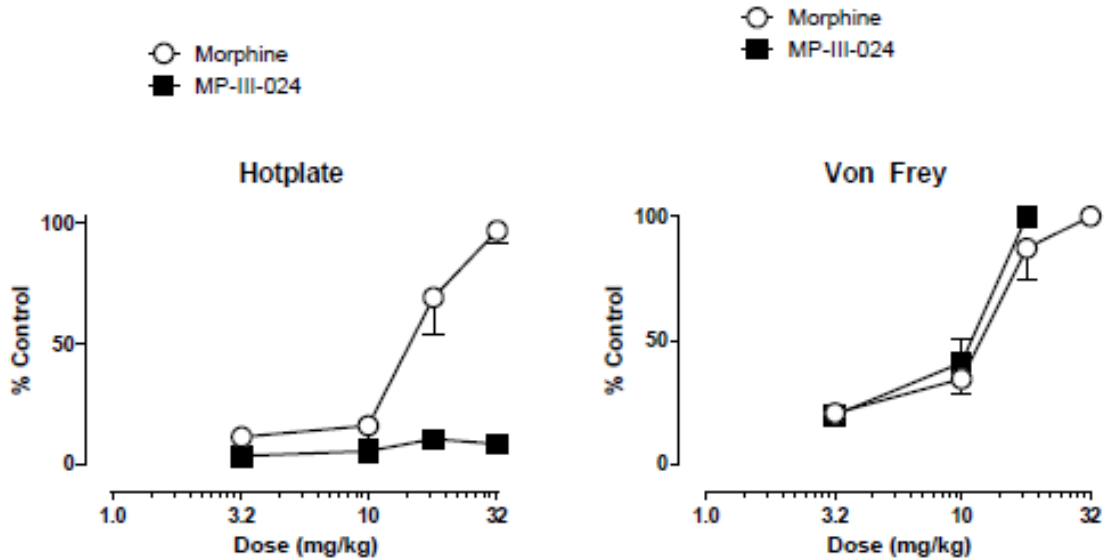 Morphine
MP-III-024
Hotplate
100
50
0
% Control
1.0 3.2 10 32
Dose (mg/kg)
Morphine
MP-III-024
Von Frey
100
50
0
% Control
1.0 3.2 10 32
Dose (mg/kg)